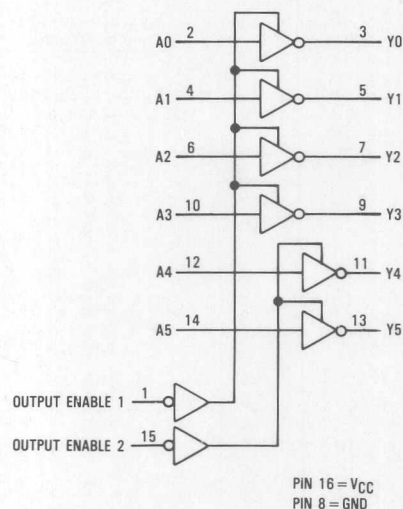 A0 2 3 Y0
A1 4 5 Y1
A2 6 7 Y2
A3 10 9 Y3
A4 12 11 Y4
A5 14 13 Y5
OUTPUT ENABLE 1 1
OUTPUT ENABLE 2 15
PIN 16 = VCC
PIN 8 = GND